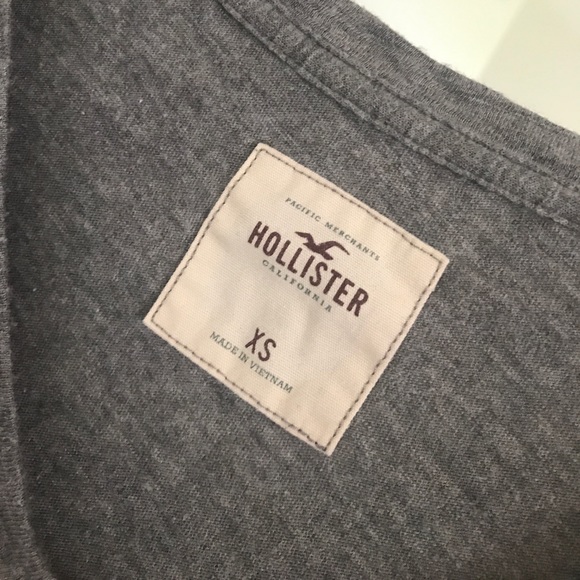 PACIFIC MERCHANTS
HOLLISTER
CALIFORNIA
XS
MADE IN VIETNAM